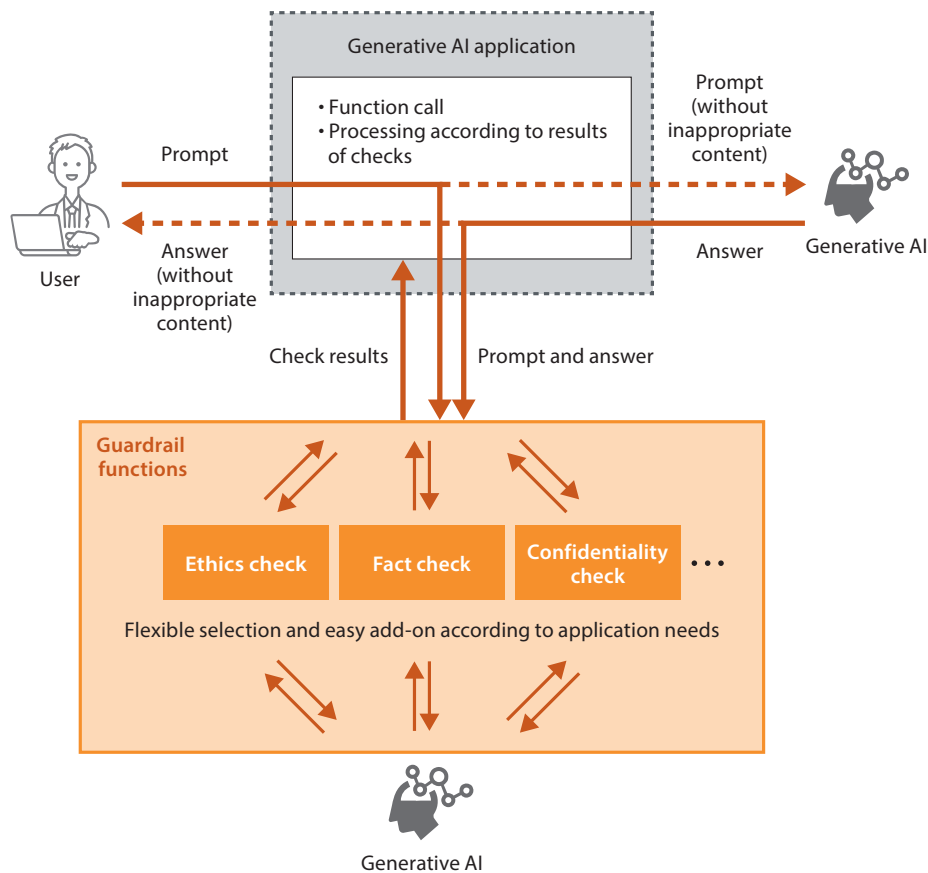 Generative AI application
• Function call
• Processing according to results
of checks
Prompt
Prompt
(without
inappropriate
content)
User
Answer
(without
inappropriate
content)
Answer
Generative AI
Check results
Prompt and answer
Guardrail
functions
Ethics check
Fact check
Confidentiality
check
•••
Flexible selection and easy add-on according to application needs
Generative AI